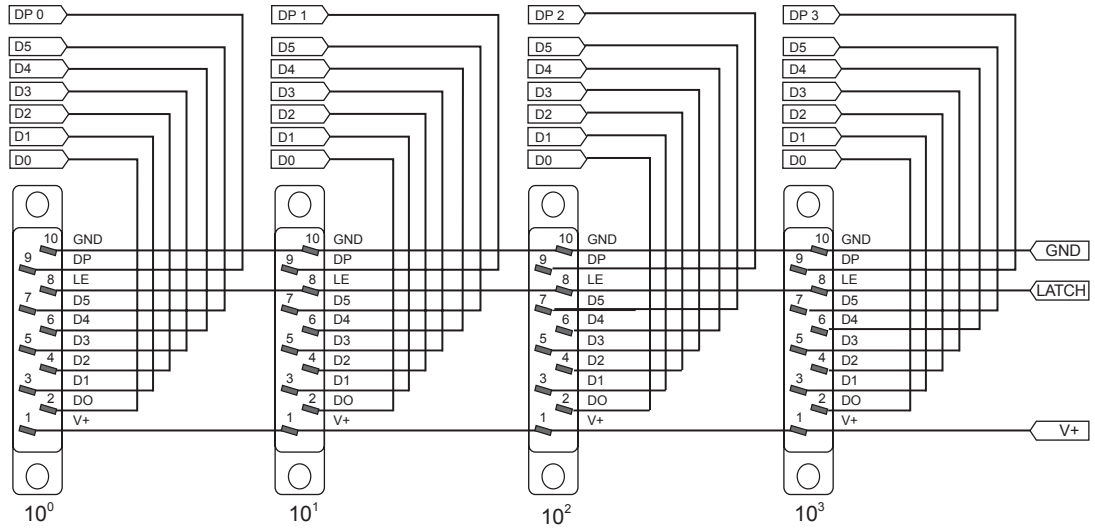 DP 0 DP 1 DP 2 DP 3
D5 D5 D5 D5
D4 D4 D4 D4
D3 D3 D3 D3
D2 D2 D2 D2
D1 D1 D1 D1
D0 D0 D0 D0
10 GND 10 GND 10 GND 10 GND GND
9 DP 9 DP 9 DP 9 DP
8 LE 8 LE 8 LE 8 LE LATCH
7 D5 7 D5 7 D5 7 D5
6 D4 6 D4 6 D4 6 D4
5 D3 5 D3 5 D3 5 D3
4 D2 4 D2 4 D2 4 D2
3 D1 3 D1 3 D1 3 D1
2 DO 2 DO 2 DO 2 DO
1 V+ 1 V+ 1 V+ 1 V+ V+
10⁰ 10¹ 10² 10³